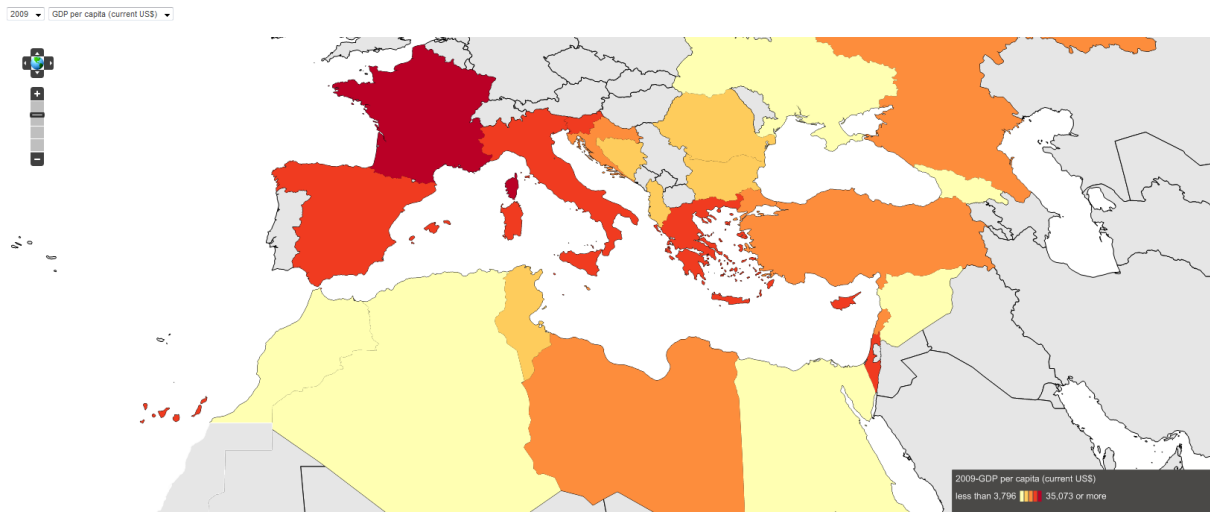 2009 GDP per capita (current US$)
2009-GDP per capita (current US$)
less than 3,796 35,073 or more